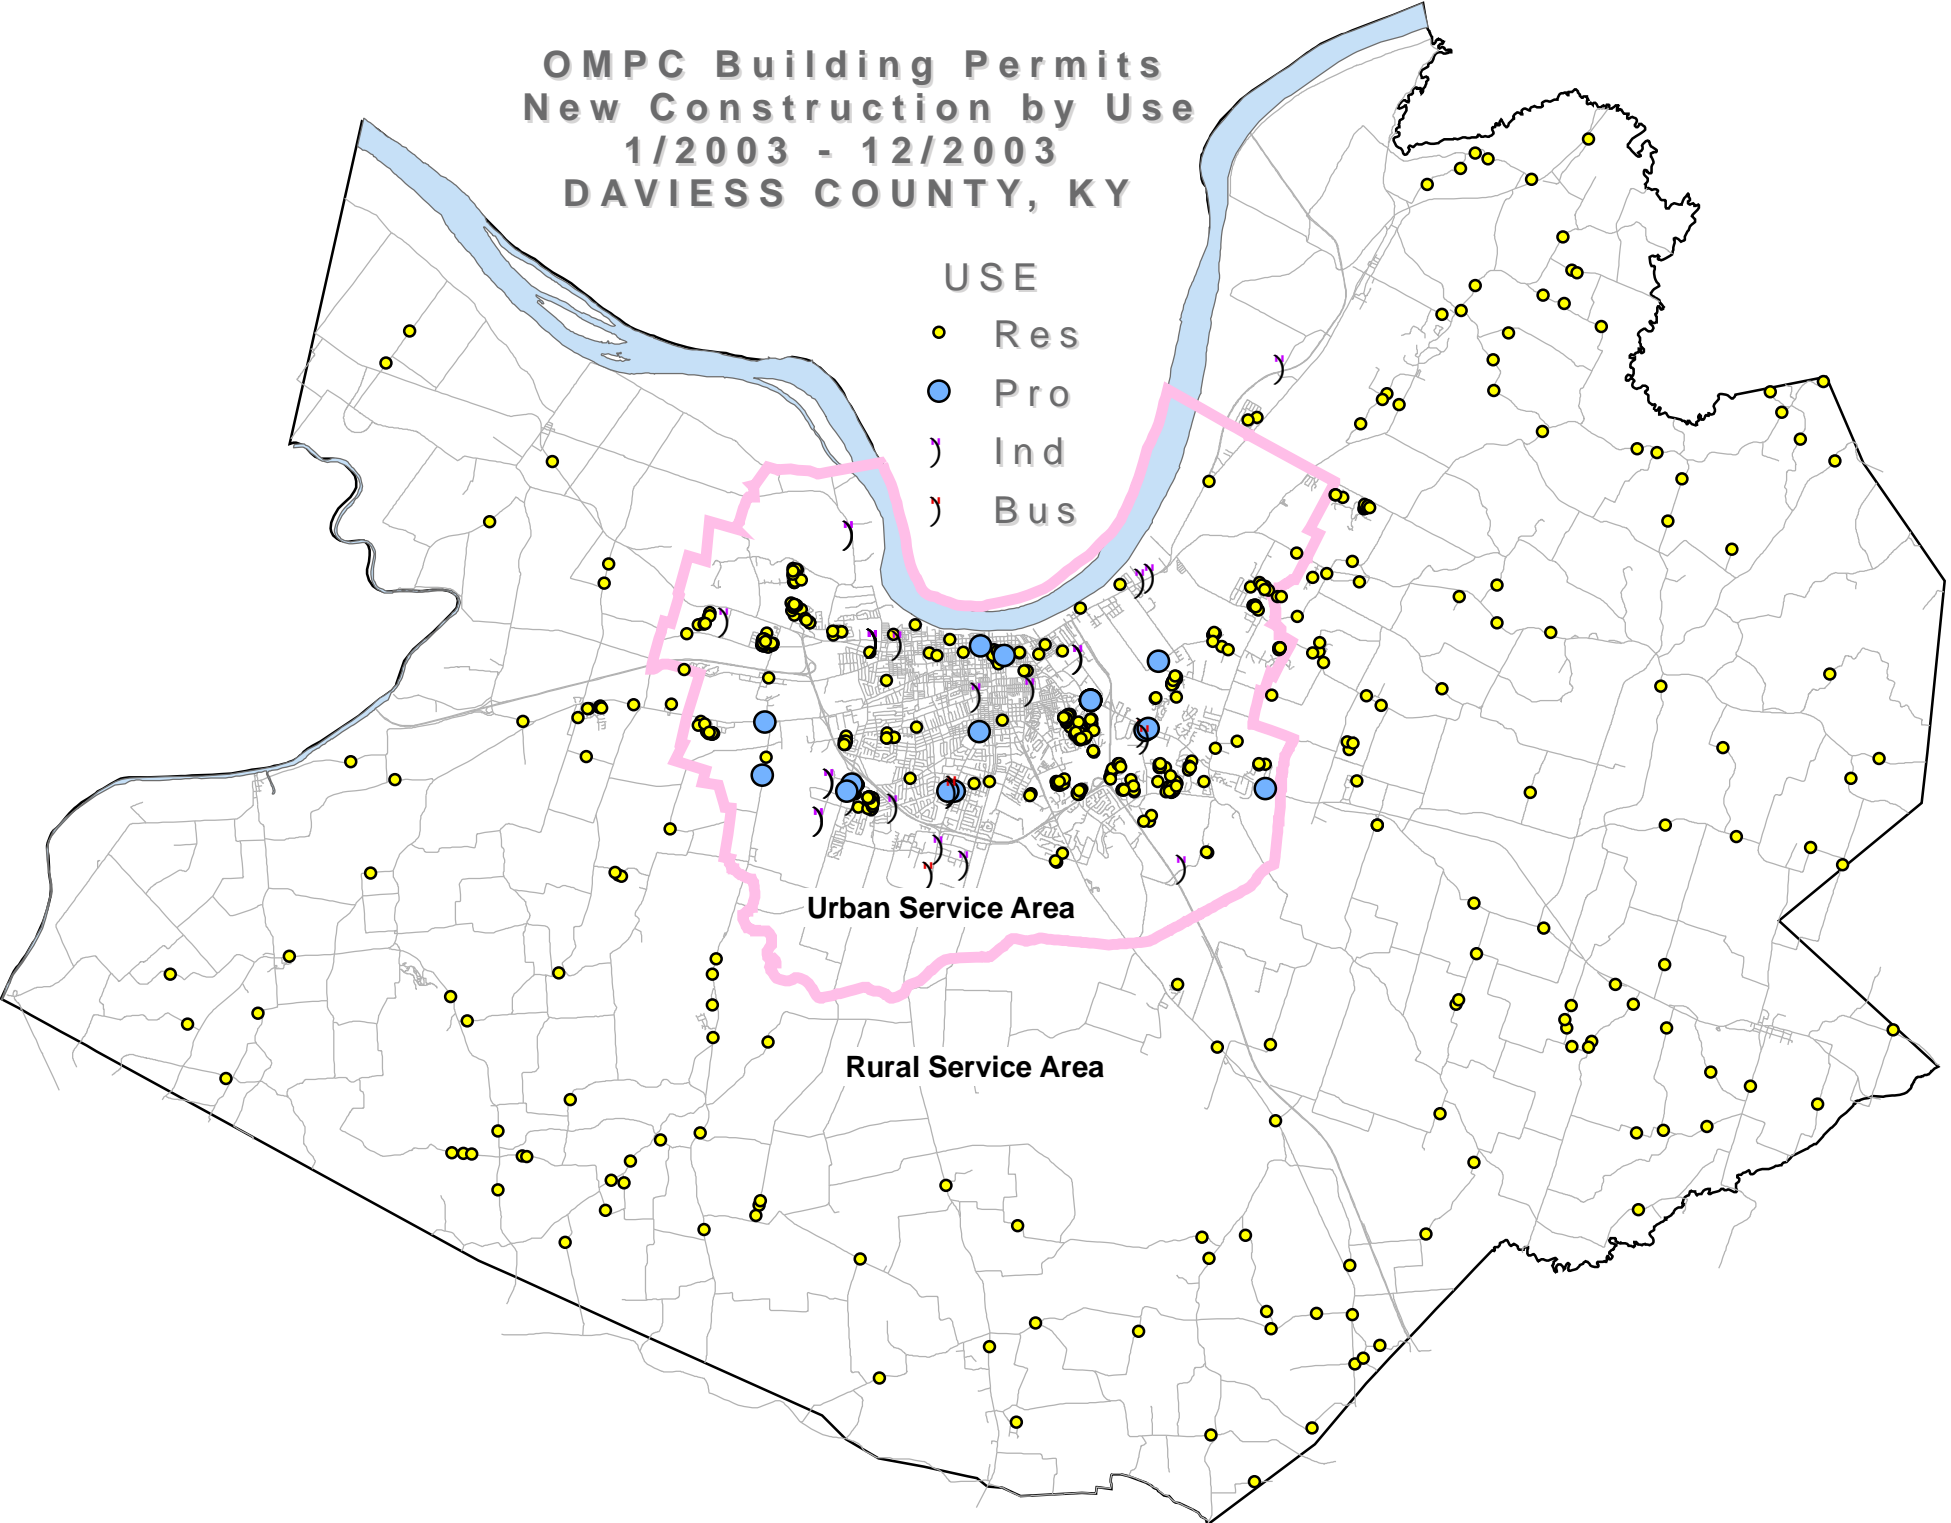 OMPC Building Permits
New Construction by Use
1/2003 - 12/2003
DAVIESS COUNTY, KY
USE
Res
Pro
Ind
Bus
Urban Service Area
Rural Service Area